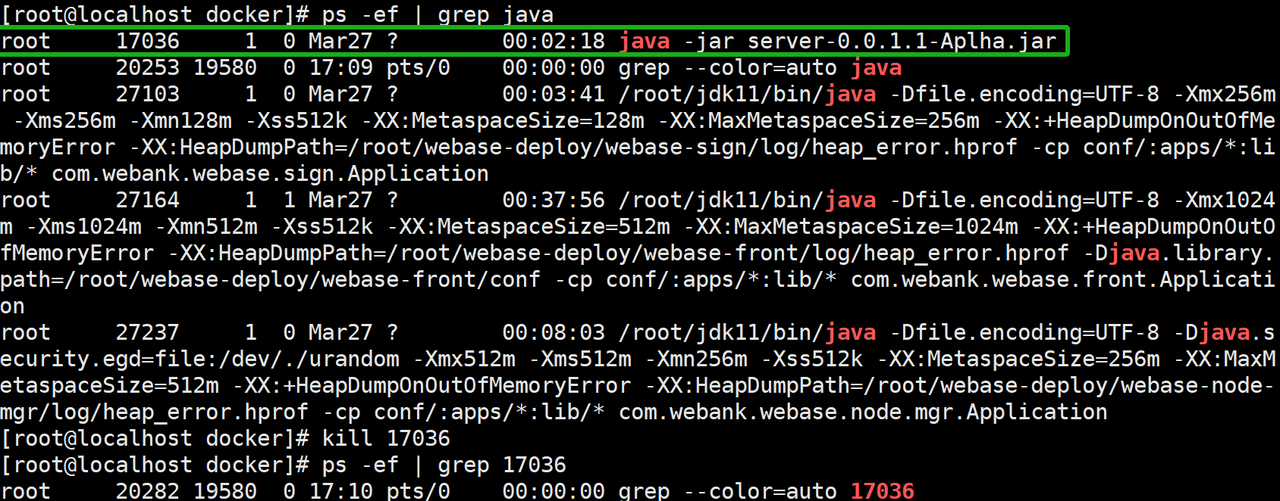 [root@localhost docker]# ps -ef | grep java
root     17036     1  0 Mar27 ?        00:02:18 java -jar server-0.0.1.1-Aplha.jar
root     20253 19580  0 17:09 pts/0    00:00:00 grep --color=auto java
root     27103     1  0 Mar27 ?        00:03:41 /root/jdk11/bin/java -Dfile.encoding=UTF-8 -Xmx256m
 -Xms256m -Xmn128m -Xss512k -XX:MetaspaceSize=128m -XX:MaxMetaspaceSize=256m -XX:+HeapDumpOnOutOfMe
moryError -XX:HeapDumpPath=/root/webase-deploy/webase-sign/log/heap_error.hprof -cp conf/:apps/*:li
b/* com.webank.webase.sign.Application
root     27164     1  1 Mar27 ?        00:37:56 /root/jdk11/bin/java -Dfile.encoding=UTF-8 -Xmx1024
m -Xms1024m -Xmn512m -Xss512k -XX:MetaspaceSize=512m -XX:MaxMetaspaceSize=1024m -XX:+HeapDumpOnOutO
fMemoryError -XX:HeapDumpPath=/root/webase-deploy/webase-front/log/heap_error.hprof -Djava.library.
path=/root/webase-deploy/webase-front/conf -cp conf/:apps/*:lib/* com.webank.webase.front.Applicati
on
root     27237     1  0 Mar27 ?        00:08:03 /root/jdk11/bin/java -Dfile.encoding=UTF-8 -Djava.s
ecurity.egd=file:/dev/./urandom -Xmx512m -Xms512m -Xmn256m -Xss512k -XX:MetaspaceSize=256m -XX:MaxM
etaspaceSize=512m -XX:+HeapDumpOnOutOfMemoryError -XX:HeapDumpPath=/root/webase-deploy/webase-node-
mgr/log/heap_error.hprof -cp conf/:apps/*:lib/* com.webank.webase.node.mgr.Application
[root@localhost docker]# kill 17036
[root@localhost docker]# ps -ef | grep 17036
root     20282 19580  0 17:10 pts/0    00:00:00 grep --color=auto 17036